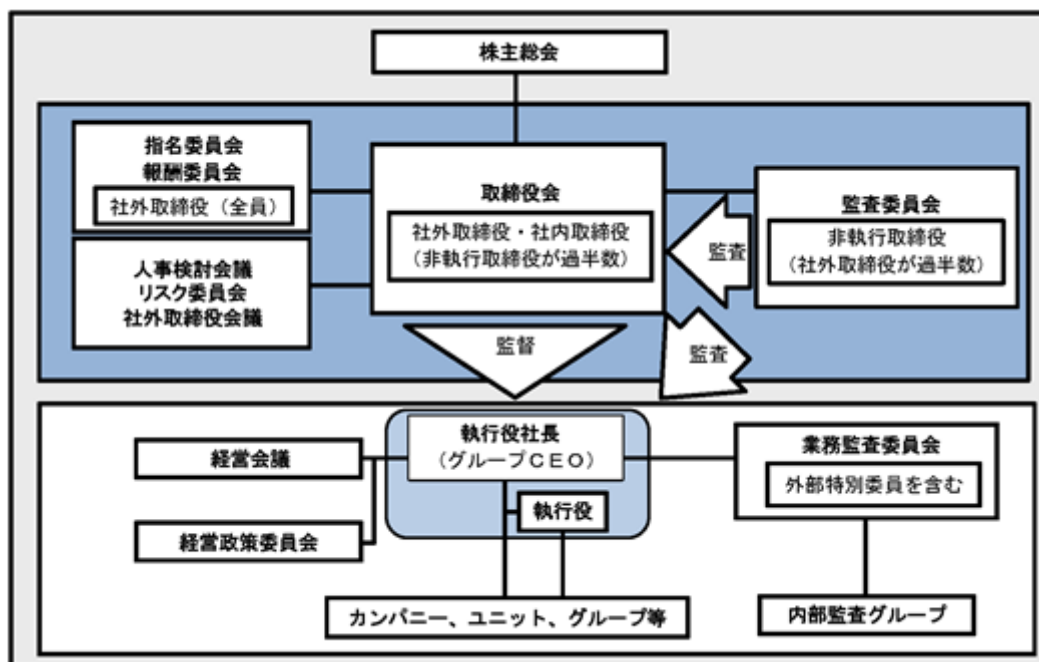 株主総会
指名委員会
報酬委員会
社外取締役（全員）
人事検討会議
リスク委員会
社外取締役会議
取締役会
社外取締役・社内取締役
（非執行取締役が過半数）
監査
監査委員会
非執行取締役
（社外取締役が過半数）
監督
監査
経営会議
経営政策委員会
執行役社長
（グループＣＥＯ）
執行役
カンパニー、ユニット、グループ等
業務監査委員会
外部特別委員を含む
内部監査グループ